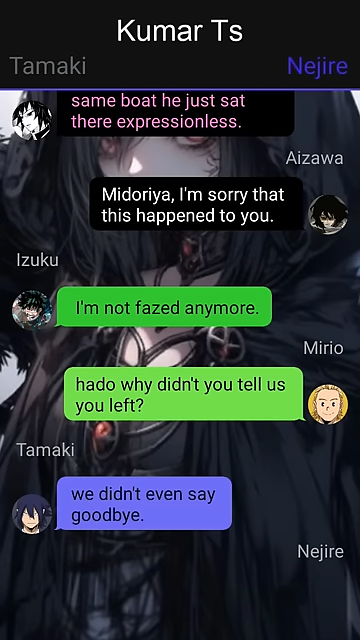 Kumar Ts
Tamaki
Nejire
same boat he just sat
there expressionless.
Aizawa
Midoriya, I'm sorry that
this happened to you.
Izuku
I'm not fazed anymore.
Mirio
hado why didn't you tell us
you left?
Tamaki
we didn't even say
goodbye.
Nejire